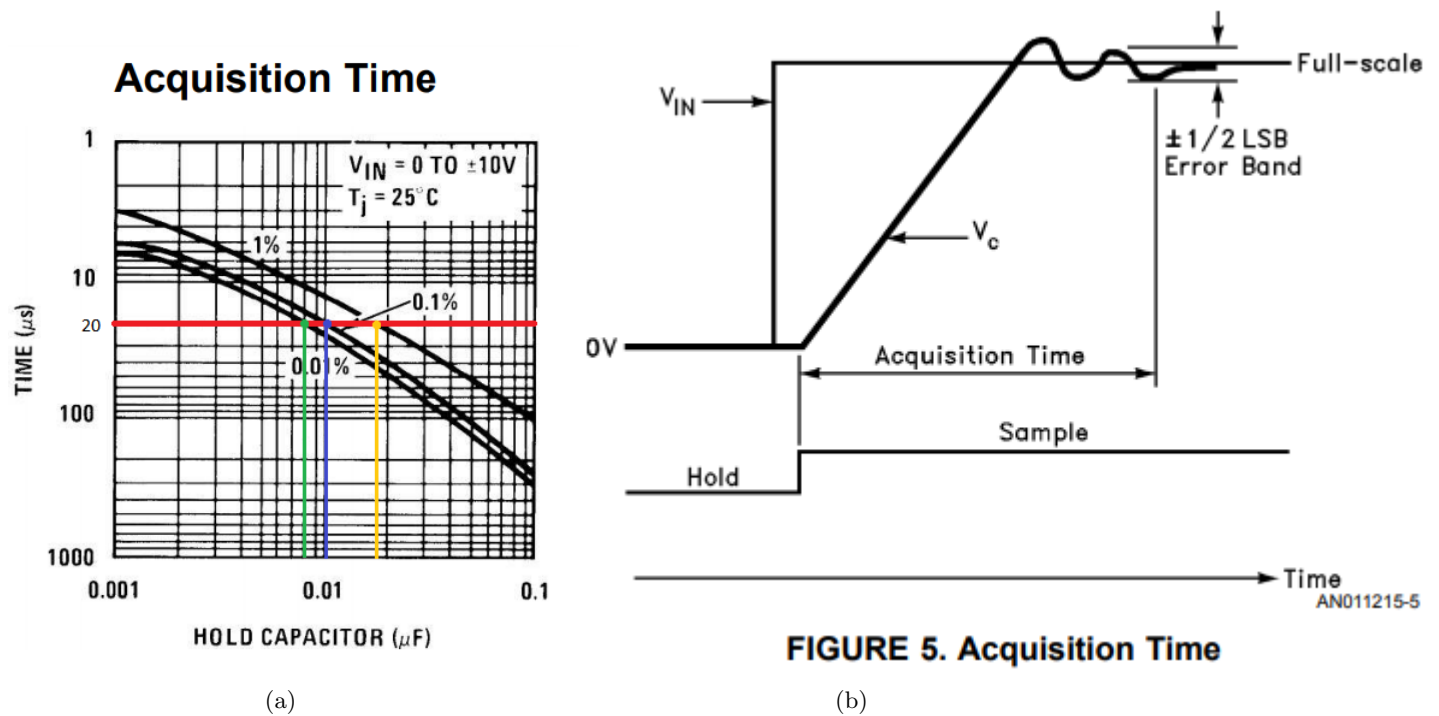 Acquisition Time
1
10
20
100
1000
TIME (μs)
V_IN = 0 TO ±10V
T_j = 25°C
1%
0.1%
0.01%
0.001
0.01
0.1
HOLD CAPACITOR (μF)
(a)
V_IN
Full-scale
±1/2 LSB
Error Band
V_c
0V
Acquisition Time
Sample
Hold
Time
AN011215-5
FIGURE 5. Acquisition Time
(b)